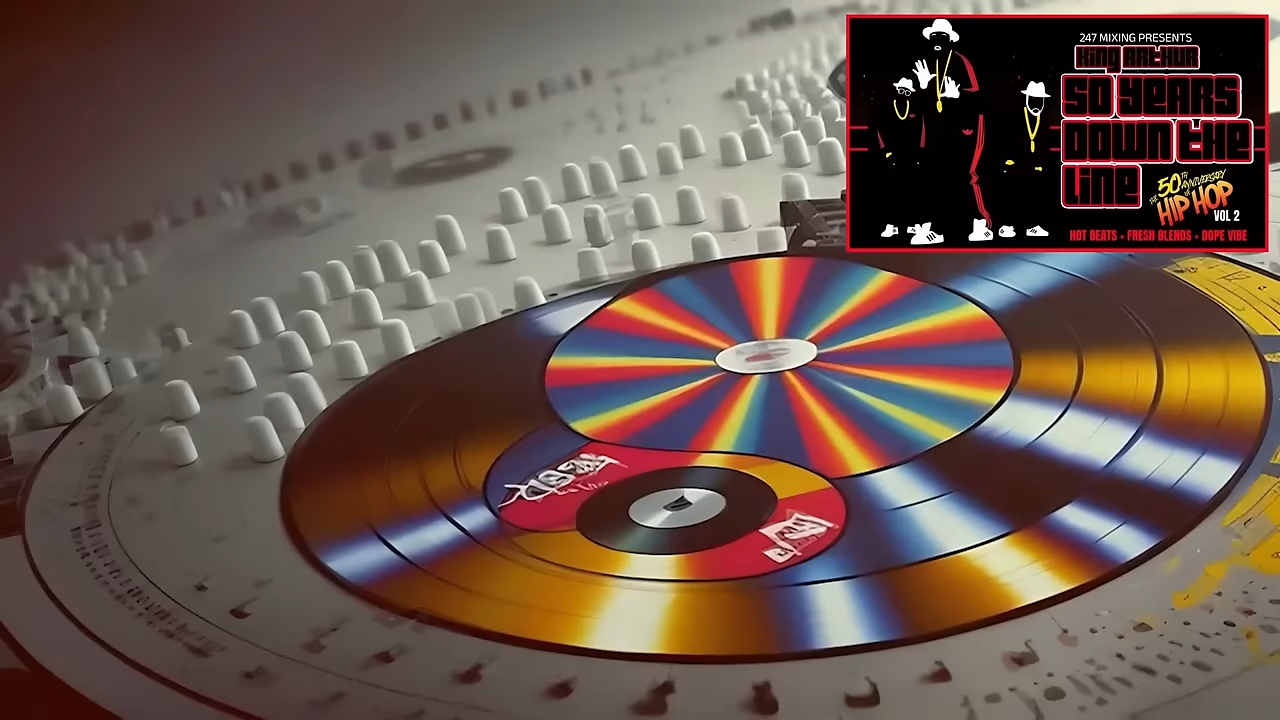 247 MIXING PRESENTS
King Arthur
50 Years
Down the
Line
THE 50TH ANNIVERSARY OF
HIP HOP
VOL 2
HOT BEATS • FRESH BLENDS • DOPE VIBE